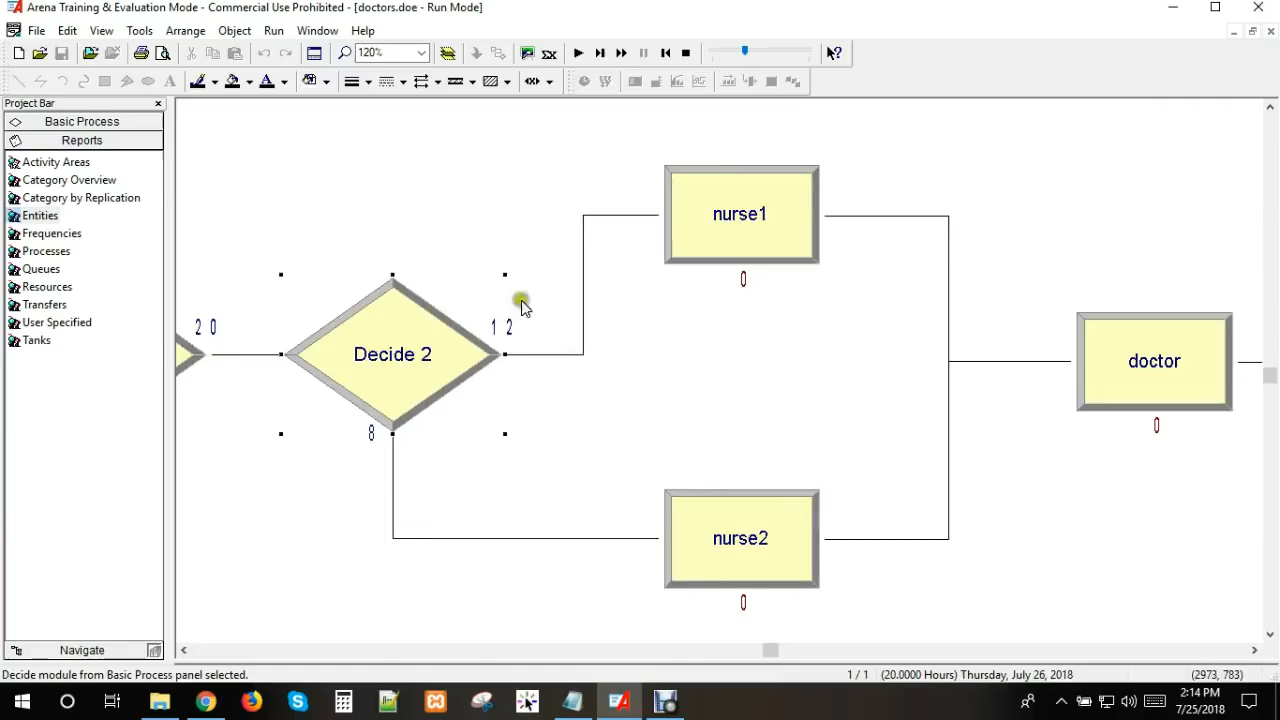 Arena Training & Evaluation Mode - Commercial Use Prohibited - [doctors.doe - Run Mode]
File Edit View Tools Arrange Object Run Window Help
120%
Project Bar
Basic Process
Reports
Activity Areas
Category Overview
Category by Replication
Entities
Frequencies
Processes
Queues
Resources
Transfers
User Specified
Tanks
Navigate
nurse1
0
2 0
1 2
Decide 2
8
doctor
0
nurse2
0
Decide module from Basic Process panel selected.
1 / 1 (20.0000 Hours) Thursday, July 26, 2018
(2973, 783)
2:14 PM
7/25/2018